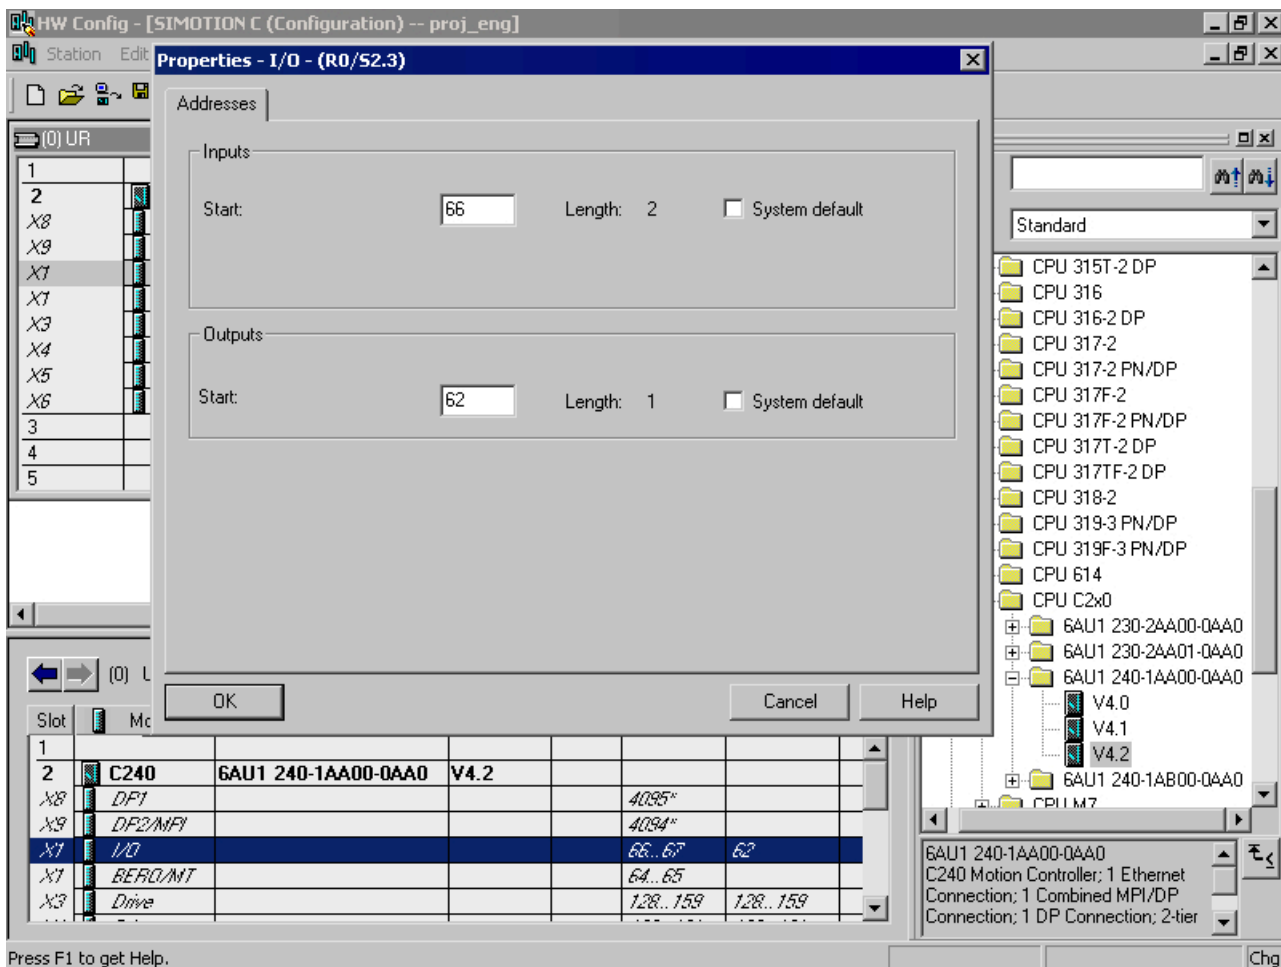 HW Config - [SIMOTION C (Configuration) -- proj_eng]
Station Edit
Properties - I/O - (R0/S2.3)
Addresses
Inputs
Start: 66 Length: 2 System default
Outputs
Start: 62 Length: 1 System default
OK Cancel Help
(0) UR
1
2
X8
X9
X1
X1
X3
X4
X5
X6
3
4
5
Standard
CPU 315T-2 DP
CPU 316
CPU 316-2 DP
CPU 317-2
CPU 317-2 PN/DP
CPU 317F-2
CPU 317F-2 PN/DP
CPU 317T-2 DP
CPU 317TF-2 DP
CPU 318-2
CPU 319-3 PN/DP
CPU 319F-3 PN/DP
CPU 614
CPU C2x0
6AU1 230-2AA00-0AA0
6AU1 230-2AA01-0AA0
6AU1 240-1AA00-0AA0
V4.0
V4.1
V4.2
6AU1 240-1AB00-0AA0
CPU M7
(0)
Slot
1
2 C240 6AU1 240-1AA00-0AA0 V4.2
X8 DP1 4095*
X9 DP2/MPI 4094*
X1 I/O 66...67 62
X1 BERO/MT 64...65
X3 Drive 128...159 128...159
6AU1 240-1AA00-0AA0
C240 Motion Controller; 1 Ethernet
Connection; 1 Combined MPI/DP
Connection; 1 DP Connection; 2-tier
Press F1 to get Help.
Chg